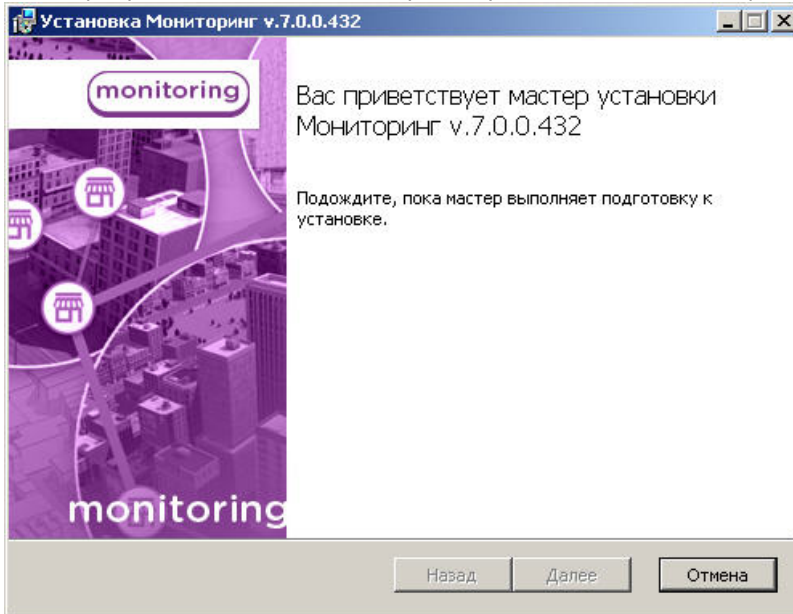 Установка Мониторинг v.7.0.0.432
monitoring
Вас приветствует мастер установки
Мониторинг v.7.0.0.432
Подождите, пока мастер выполняет подготовку к
установке.
monitoring
Назад
Далее
Отмена